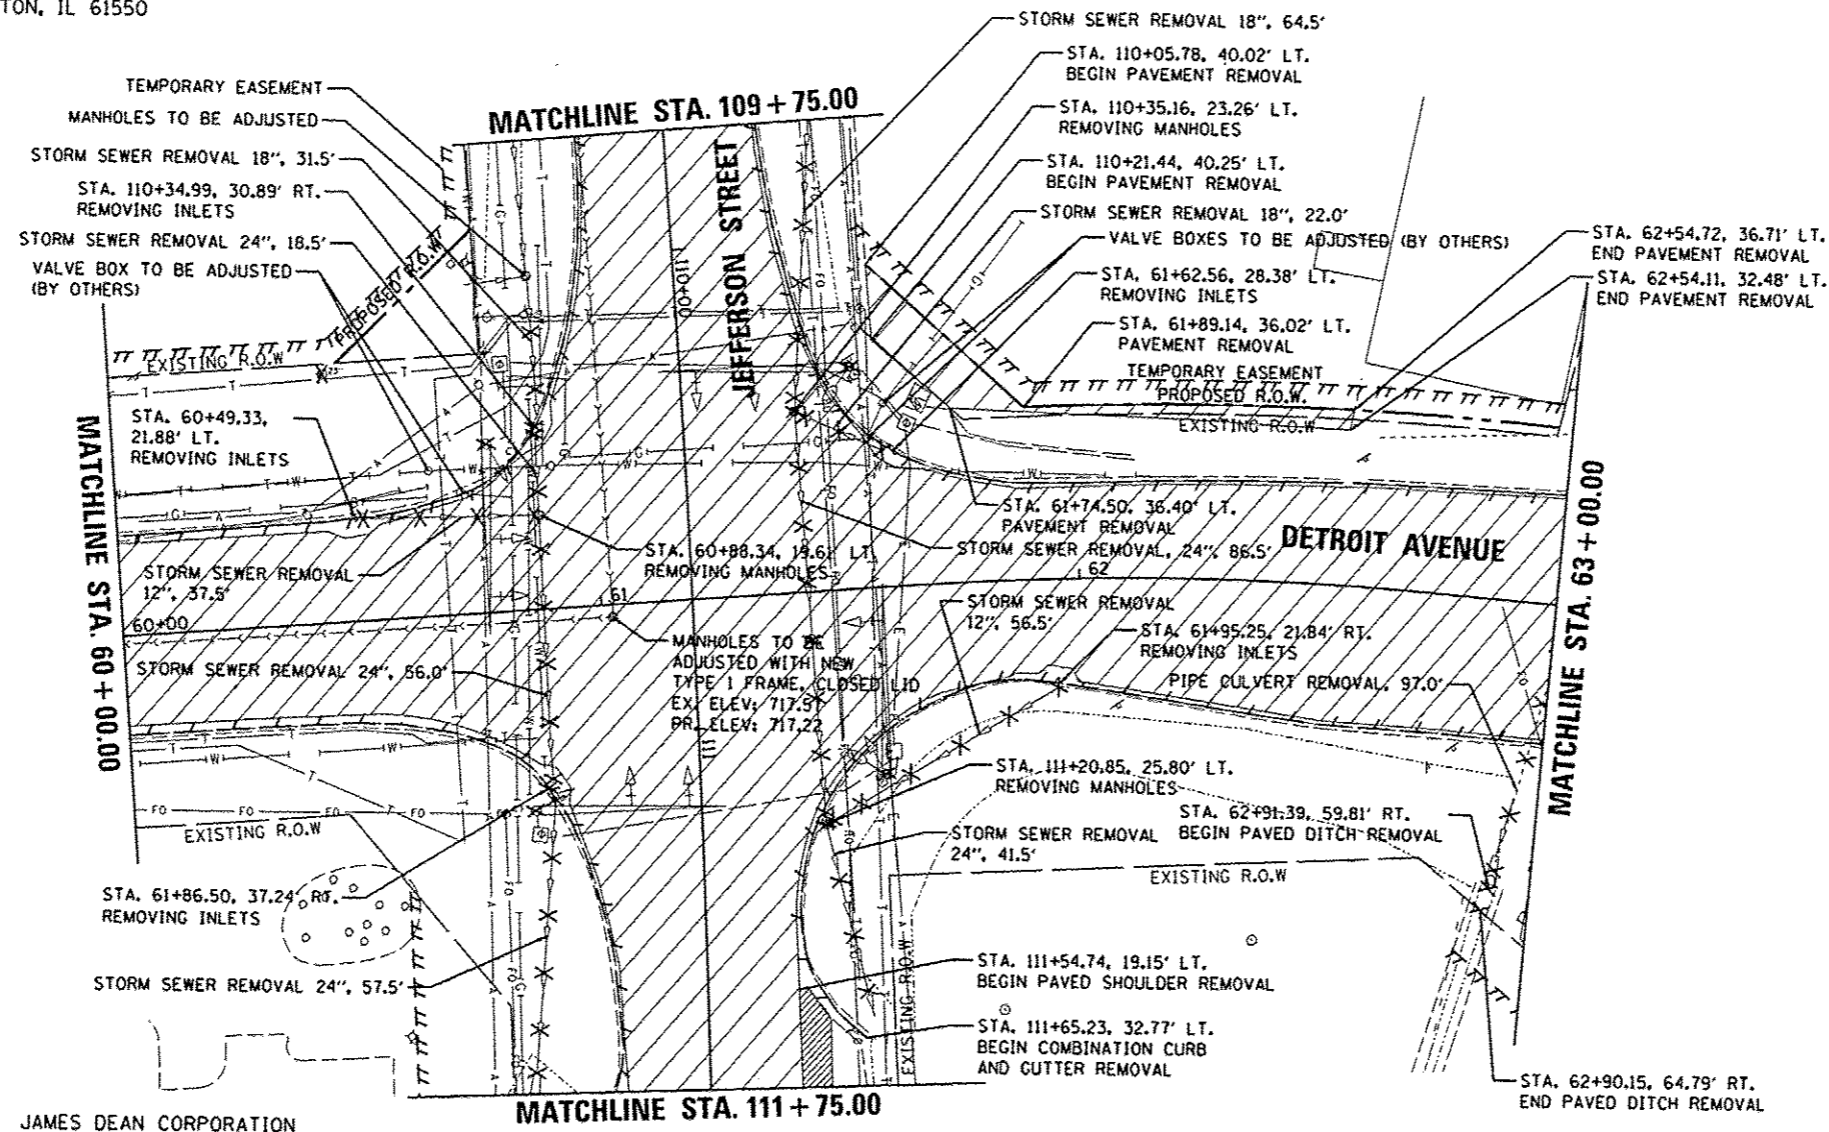 TON, IL 61550
TEMPORARY EASEMENT
MANHOLES TO BE ADJUSTED
STORM SEWER REMOVAL 18", 31.5'
STA. 110+34.99, 30.89' RT.
REMOVING INLETS
STORM SEWER REMOVAL 24", 18.5'
VALVE BOX TO BE ADJUSTED
(BY OTHERS)
MATCHLINE STA. 109+75.00
STORM SEWER REMOVAL 18", 64.5'
STA. 110+05.78, 40.02' LT.
BEGIN PAVEMENT REMOVAL
STA. 110+35.16, 23.26' LT.
REMOVING MANHOLES
STA. 110+21.44, 40.25' LT.
BEGIN PAVEMENT REMOVAL
STORM SEWER REMOVAL 18", 22.0'
VALVE BOXES TO BE ADJUSTED (BY OTHERS)
STA. 61+62.56, 28.38' LT.
REMOVING INLETS
STA. 61+89.14, 36.02' LT.
PAVEMENT REMOVAL
TEMPORARY EASEMENT
PROPOSED R.O.W.
EXISTING R.O.W
STA. 62+54.72, 36.71' LT.
END PAVEMENT REMOVAL
STA. 62+54.11, 32.48' LT.
END PAVEMENT REMOVAL
PROPOSED R.O.W
EXISTING R.O.W
JEFFERSON STREET
110+00
MATCHLINE STA. 60+00.00
STA. 60+49.33,
21.88' LT.
REMOVING INLETS
STORM SEWER REMOVAL
12", 37.5'
60+00
61
62
111
STA. 60+88.34, 19.61' LT.
REMOVING MANHOLES
STA. 61+74.50, 36.40' LT.
PAVEMENT REMOVAL
STORM SEWER REMOVAL, 24", 86.5'
DETROIT AVENUE
MATCHLINE STA. 63+00.00
STORM SEWER REMOVAL
12", 56.5'
STA. 61+95.25, 21.84' RT.
REMOVING INLETS
PIPE CULVERT REMOVAL, 97.0'
STORM SEWER REMOVAL 24", 56.0'
MANHOLES TO BE
ADJUSTED WITH NEW
TYPE 1 FRAME, CLOSED LID
EX. ELEV: 717.51
PR. ELEV: 717.22
STA. 111+20.85, 25.80' LT.
REMOVING MANHOLES
STA. 62+91.39, 59.81' RT.
BEGIN PAVED DITCH REMOVAL
STORM SEWER REMOVAL
24", 41.5'
EXISTING R.O.W
EXISTING R.O.W
STA. 61+86.50, 37.24' RT.
REMOVING INLETS
STORM SEWER REMOVAL 24", 57.5'
EXISTING R.O.W
STA. 111+54.74, 19.15' LT.
BEGIN PAVED SHOULDER REMOVAL
STA. 111+65.23, 32.77' LT.
BEGIN COMBINATION CURB
AND GUTTER REMOVAL
STA. 62+90.15, 64.79' RT.
END PAVED DITCH REMOVAL
MATCHLINE STA. 111+75.00
JAMES DEAN CORPORATION